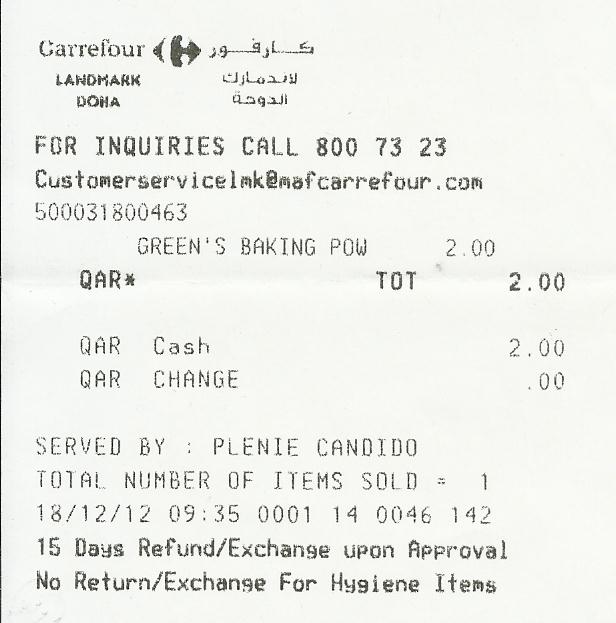 Carrefour كارفور
LANDMARK لاندمارك
DOHA الدوحة
FOR INQUIRIES CALL 800 73 23
Customerservicelmk@mafcarrefour.com
500031800463
GREEN'S BAKING POW 2.00
QAR* TOT 2.00
QAR Cash 2.00
QAR CHANGE .00
SERVED BY : PLENIE CANDIDO
TOTAL NUMBER OF ITEMS SOLD = 1
18/12/12 09:35 0001 14 0046 142
15 Days Refund/Exchange upon Approval
No Return/Exchange For Hygiene Items